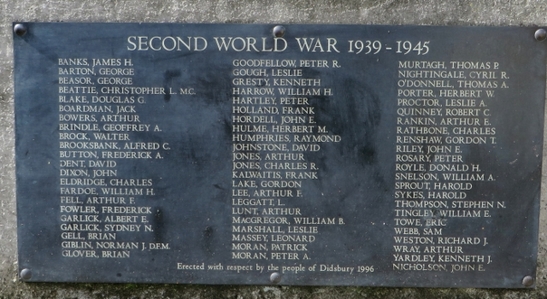 SECOND WORLD WAR 1939 - 1945
BANKS, JAMES H.
BARTON, GEORGE
BEASOR, GEORGE
BEATTIE, CHRISTOPHER L. MC.
BLAKE, DOUGLAS G.
BOARDMAN, JACK
BOWERS, ARTHUR
BRINDLE, GEOFFREY A.
BROCK, WALTER
BROOKSBANK, ALFRED C.
BUTTON, FREDERICK A.
DENT, DAVID
DIXON, JOHN
ELDRIDGE, CHARLES
FARDOE, WILLIAM H.
FELL, ARTHUR F.
FOWLER, FREDERICK
GARLICK, ALBERT E.
GARLICK, SYDNEY N.
GELL, BRIAN
GIBLIN, NORMAN J. D.F.M.
GLOVER, BRIAN
GOODFELLOW, PETER R.
GOUGH, LESLIE
GRESTY, KENNETH
HARROW, WILLIAM H.
HARTLEY, PETER
HOLLAND, FRANK
HORDELL, JOHN E.
HULME, HERBERT M.
HUMPHRIES, RAYMOND
JOHNSTONE, DAVID
JONES, ARTHUR
JONES, CHARLES R.
KALWAITIS, FRANK
LAKE, GORDON
LEE, ARTHUR F.
LEGGATT, L.
LUNT, ARTHUR
MACGREGOR, WILLIAM B.
MARSHALL, LESLIE
MASSEY, LEONARD
MORAN, PATRICK
MORAN, PETER A.
MURTAGH, THOMAS P.
NIGHTINGALE, CYRIL R.
O'DONNELL, THOMAS A.
PORTER, HERBERT W.
PROCTOR, LESLIE A.
QUINNEY, ROBERT C.
RANKIN, ARTHUR E.
RATHBONE, CHARLES
RENSHAW, GORDON T.
RILEY, JOHN E.
ROSARY, PETER
ROYLE, DONALD H.
SNELSON, WILLIAM A.
SPROUT, HAROLD
SYKES, HAROLD
THOMPSON, STEPHEN N.
TINGLEY, WILLIAM E.
TOWE, ERIC
WEBB, SAM
WESTON, RICHARD J.
WRAY, ARTHUR
YARDLEY, KENNETH J.
NICHOLSON, JOHN E.
Erected with respect by the people of Didsbury 1996